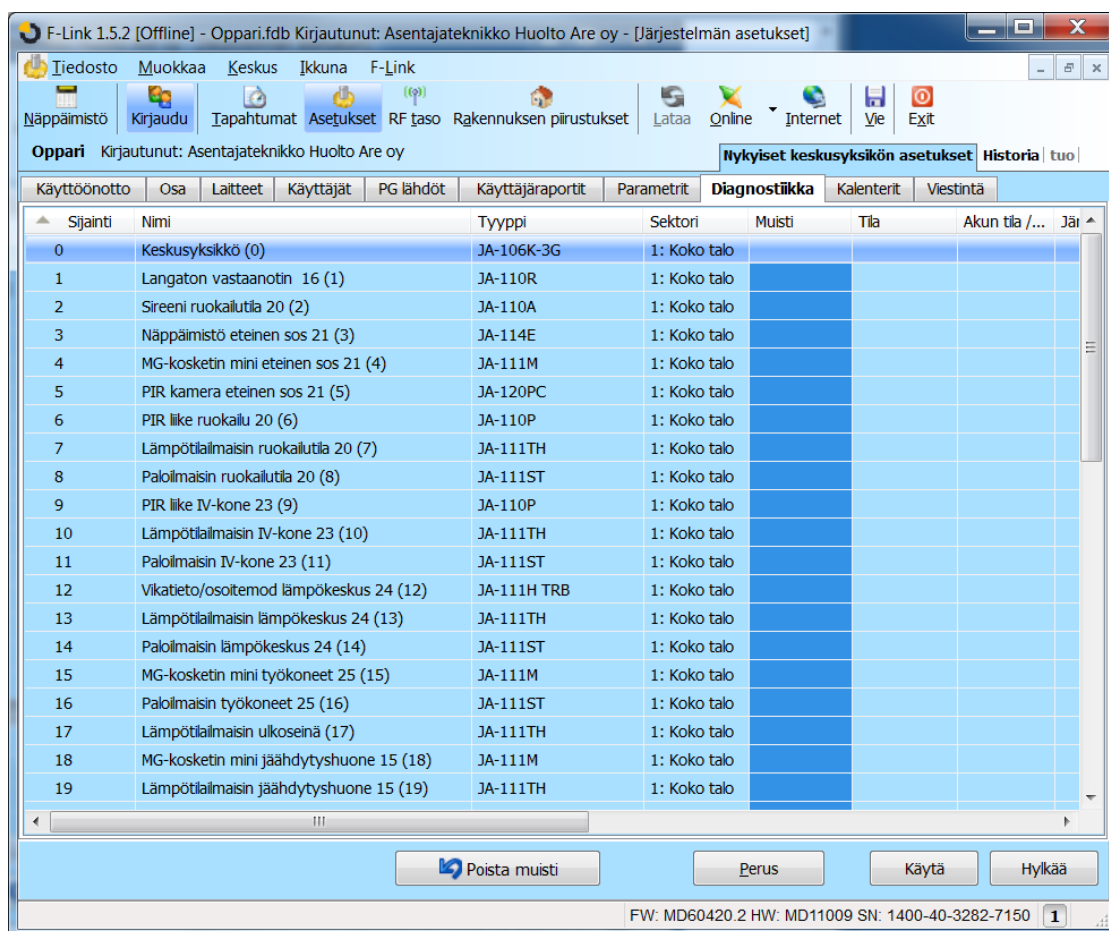 F-Link 1.5.2 [Offline] - Oppari.fdb Kirjautunut: Asentajateknikko Huolto Are oy - [Järjestelmän asetukset]
Tiedosto Muokkaa Keskus Ikkuna F-Link
Näppäimistö Kirjaudu Tapahtumat Asetukset RF taso Rakennuksen piirustukset Lataa Online Internet Vie Exit
Oppari Kirjautunut: Asentajateknikko Huolto Are oy Nykyiset keskusyksikön asetukset Historia tuo
Käyttöönotto Osa Laitteet Käyttäjät PG lähdöt Käyttäjäraportit Parametrit Diagnostiikka Kalenterit Viestintä
Sijainti Nimi Tyyppi Sektori Muisti Tila Akun tila /... Jär
0 Keskusyksikkö (0) JA-106K-3G 1: Koko talo
1 Langaton vastaanotin 16 (1) JA-110R 1: Koko talo
2 Sireeni ruokailutila 20 (2) JA-110A 1: Koko talo
3 Näppäimistö eteinen sos 21 (3) JA-114E 1: Koko talo
4 MG-kosketin mini eteinen sos 21 (4) JA-111M 1: Koko talo
5 PIR kamera eteinen sos 21 (5) JA-120PC 1: Koko talo
6 PIR liike ruokailu 20 (6) JA-110P 1: Koko talo
7 Lämpötilailmaisin ruokailutila 20 (7) JA-111TH 1: Koko talo
8 Paloilmaisin ruokailutila 20 (8) JA-111ST 1: Koko talo
9 PIR liike IV-kone 23 (9) JA-110P 1: Koko talo
10 Lämpötilailmaisin IV-kone 23 (10) JA-111TH 1: Koko talo
11 Paloilmaisin IV-kone 23 (11) JA-111ST 1: Koko talo
12 Vikatieto/osoitemod lämpökeskus 24 (12) JA-111H TRB 1: Koko talo
13 Lämpötilailmaisin lämpökeskus 24 (13) JA-111TH 1: Koko talo
14 Paloilmaisin lämpökeskus 24 (14) JA-111ST 1: Koko talo
15 MG-kosketin mini työkoneet 25 (15) JA-111M 1: Koko talo
16 Paloilmaisin työkoneet 25 (16) JA-111ST 1: Koko talo
17 Lämpötilailmaisin ulkoseinä (17) JA-111TH 1: Koko talo
18 MG-kosketin mini jäähdytyshuone 15 (18) JA-111M 1: Koko talo
19 Lämpötilailmaisin jäähdytyshuone 15 (19) JA-111TH 1: Koko talo
Poista muisti Perus Käytä Hylkää
FW: MD60420.2 HW: MD11009 SN: 1400-40-3282-7150 1